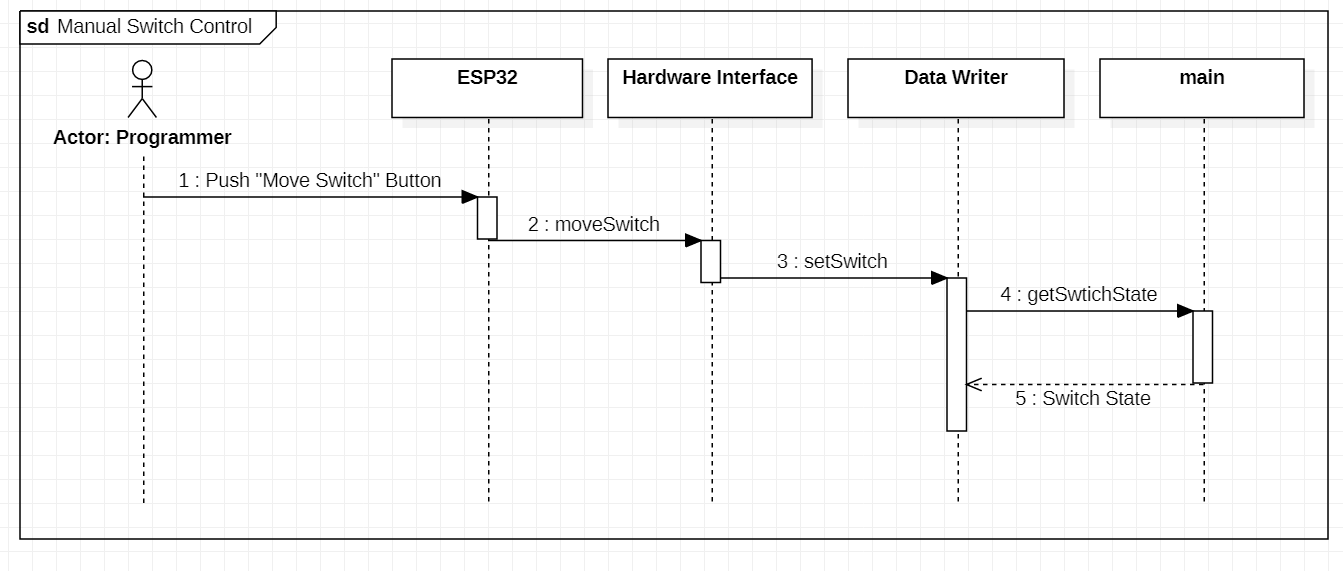 sd Manual Switch Control
Actor: Programmer
ESP32
Hardware Interface
Data Writer
main
1 : Push "Move Switch" Button
2 : moveSwitch
3 : setSwitch
4 : getSwtichState
5 : Switch State